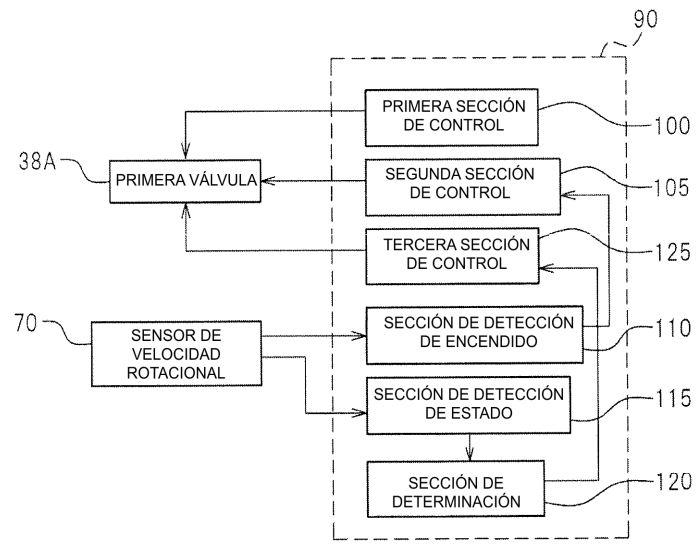 90
PRIMERA SECCIÓN
DE CONTROL
100
38A
PRIMERA VÁLVULA
SEGUNDA SECCIÓN
DE CONTROL
105
TERCERA SECCIÓN
DE CONTROL
125
70
SENSOR DE
VELOCIDAD
ROTACIONAL
SECCIÓN DE DETECCIÓN
DE ENCENDIDO
110
SECCIÓN DE DETECCIÓN
DE ESTADO
115
SECCIÓN DE
DETERMINACIÓN
120